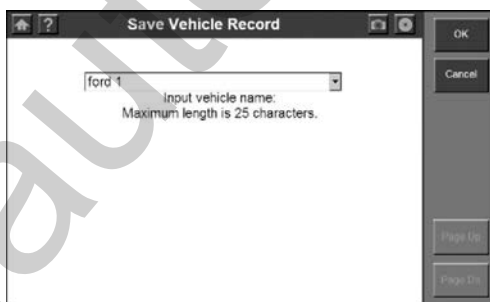 ? Save Vehicle Record
OK
Cancel
ford 1
Input vehicle name:
Maximum length is 25 characters.
Page Up
Page Dn